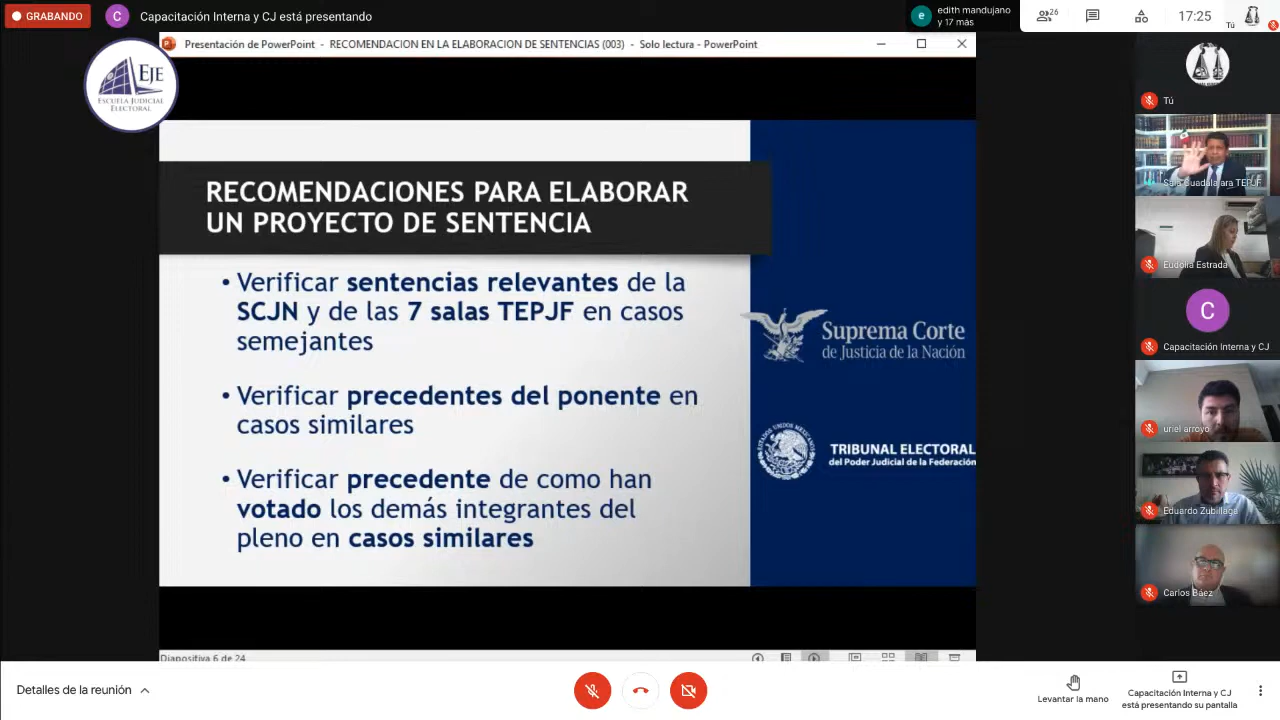 GRABANDO
C
Capacitación Interna y CJ está presentando
e
edith mandujano
y 17 más
26
17:25
Tú
Presentación de PowerPoint - RECOMENDACION EN LA ELABORACION DE SENTENCIAS (003) - Solo lectura - PowerPoint
EJE
ESCUELA JUDICIAL
ELECTORAL
RECOMENDACIONES PARA ELABORAR
UN PROYECTO DE SENTENCIA
• Verificar sentencias relevantes de la
SCJN y de las 7 salas TEPJF en casos
semejantes
• Verificar precedentes del ponente en
casos similares
• Verificar precedente de como han
votado los demás integrantes del
pleno en casos similares
Suprema Corte
de Justicia de la Nación
ESTADOS UNIDOS MEXICANOS
TRIBUNAL ELECTORAL
del Poder Judicial de la Federación
Diapositiva 6 de 24
Tú
Sala Guadalajara TEPJF
Eudolia Estrada
C
Capacitación Interna y CJ
uriel arroyo
Eduardo Zubillaga
Carlos Báez
Detalles de la reunión
Levantar la mano
Capacitación Interna y CJ
está presentando su pantalla